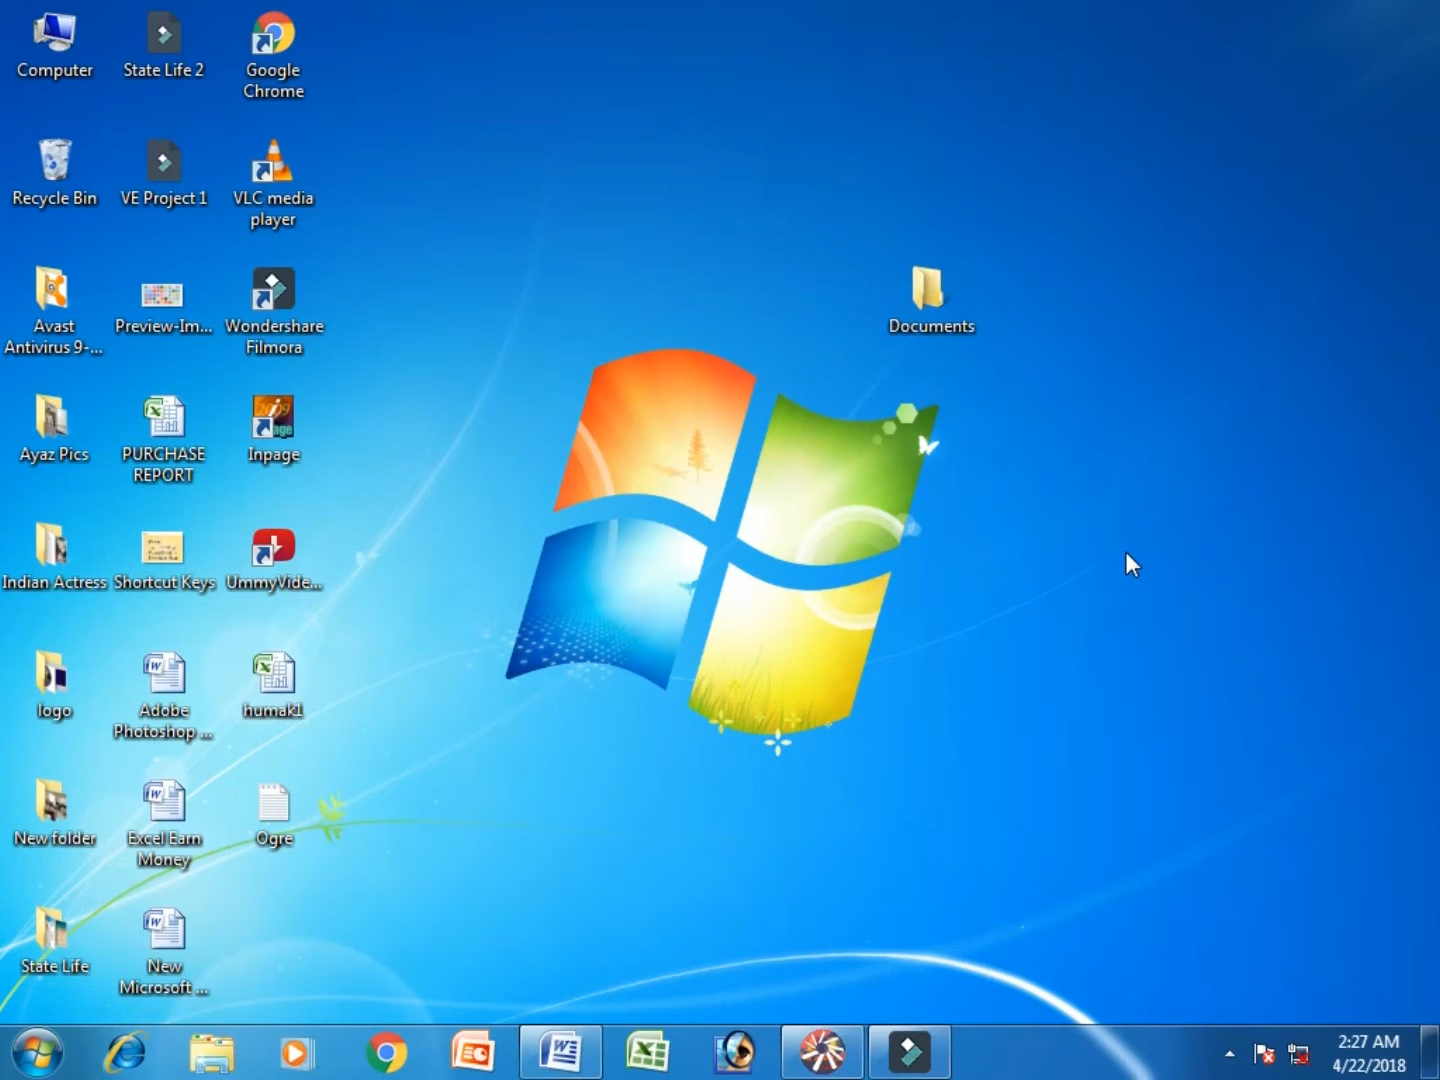 Computer
State Life 2
Google
Chrome
Recycle Bin
VE Project 1
VLC media
player
Avast
Antivirus 9-...
Preview-Im...
Wondershare
Filmora
Documents
Ayaz Pics
PURCHASE
REPORT
Inpage
Indian Actress
Shortcut Keys
UmmyVide...
logo
Adobe
Photoshop ...
humak1
New folder
Excel Earn
Money
Ogre
State Life
New
Microsoft ...
2:27 AM
4/22/2018